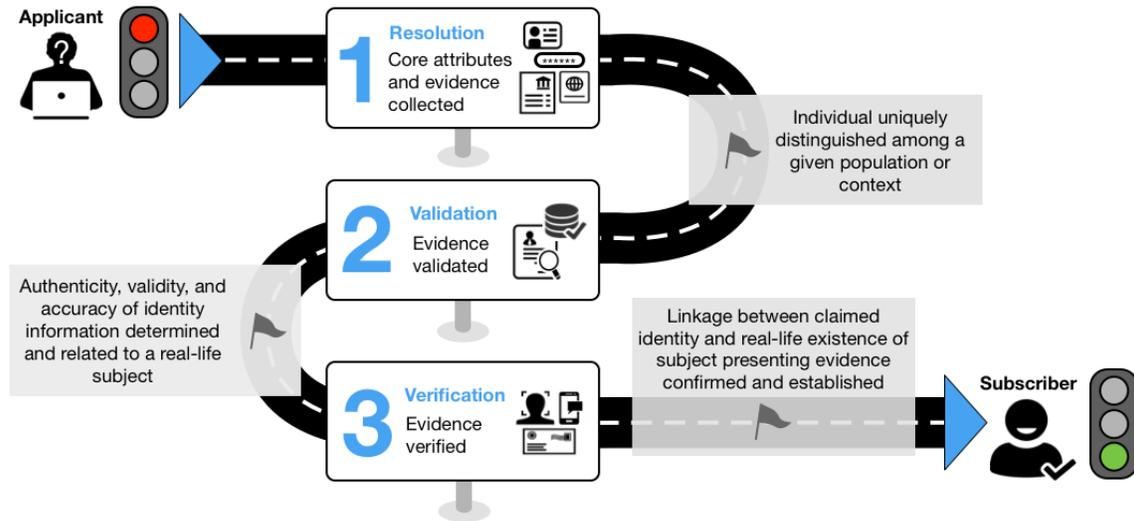 Applicant
1
Resolution
Core attributes
and evidence
collected
******
Individual uniquely
distinguished among a
given population or
context
2
Validation
Evidence
validated
Authenticity, validity, and
accuracy of identity
information determined
and related to a real-life
subject
3
Verification
Evidence
verified
Linkage between claimed
identity and real-life existence of
subject presenting evidence
confirmed and established
Subscriber